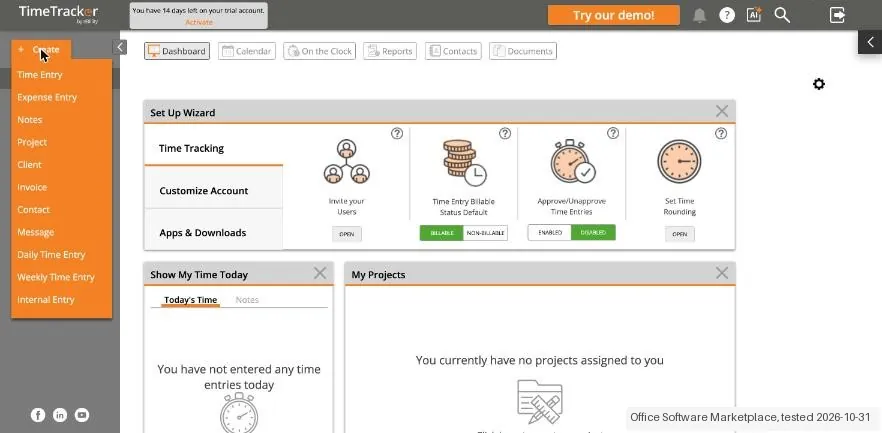 TimeTracker
by eBility
You have 14 days left on your trial account.
Activate
Try our demo!
AI
+ Create
Time Entry
Expense Entry
Notes
Project
Client
Invoice
Contact
Message
Daily Time Entry
Weekly Time Entry
Internal Entry
Dashboard
Calendar
On the Clock
Reports
Contacts
Documents
Set Up Wizard
Time Tracking
Customize Account
Apps & Downloads
Invite your
Users
OPEN
Time Entry Billable
Status Default
BILLABLE NON-BILLABLE
Approve/Unapprove
Time Entries
ENABLED DISABLED
Set Time
Rounding
OPEN
Show My Time Today
Today's Time Notes
You have not entered any time
entries today
My Projects
You currently have no projects assigned to you
Office Software Marketplace, tested 2026-10-31